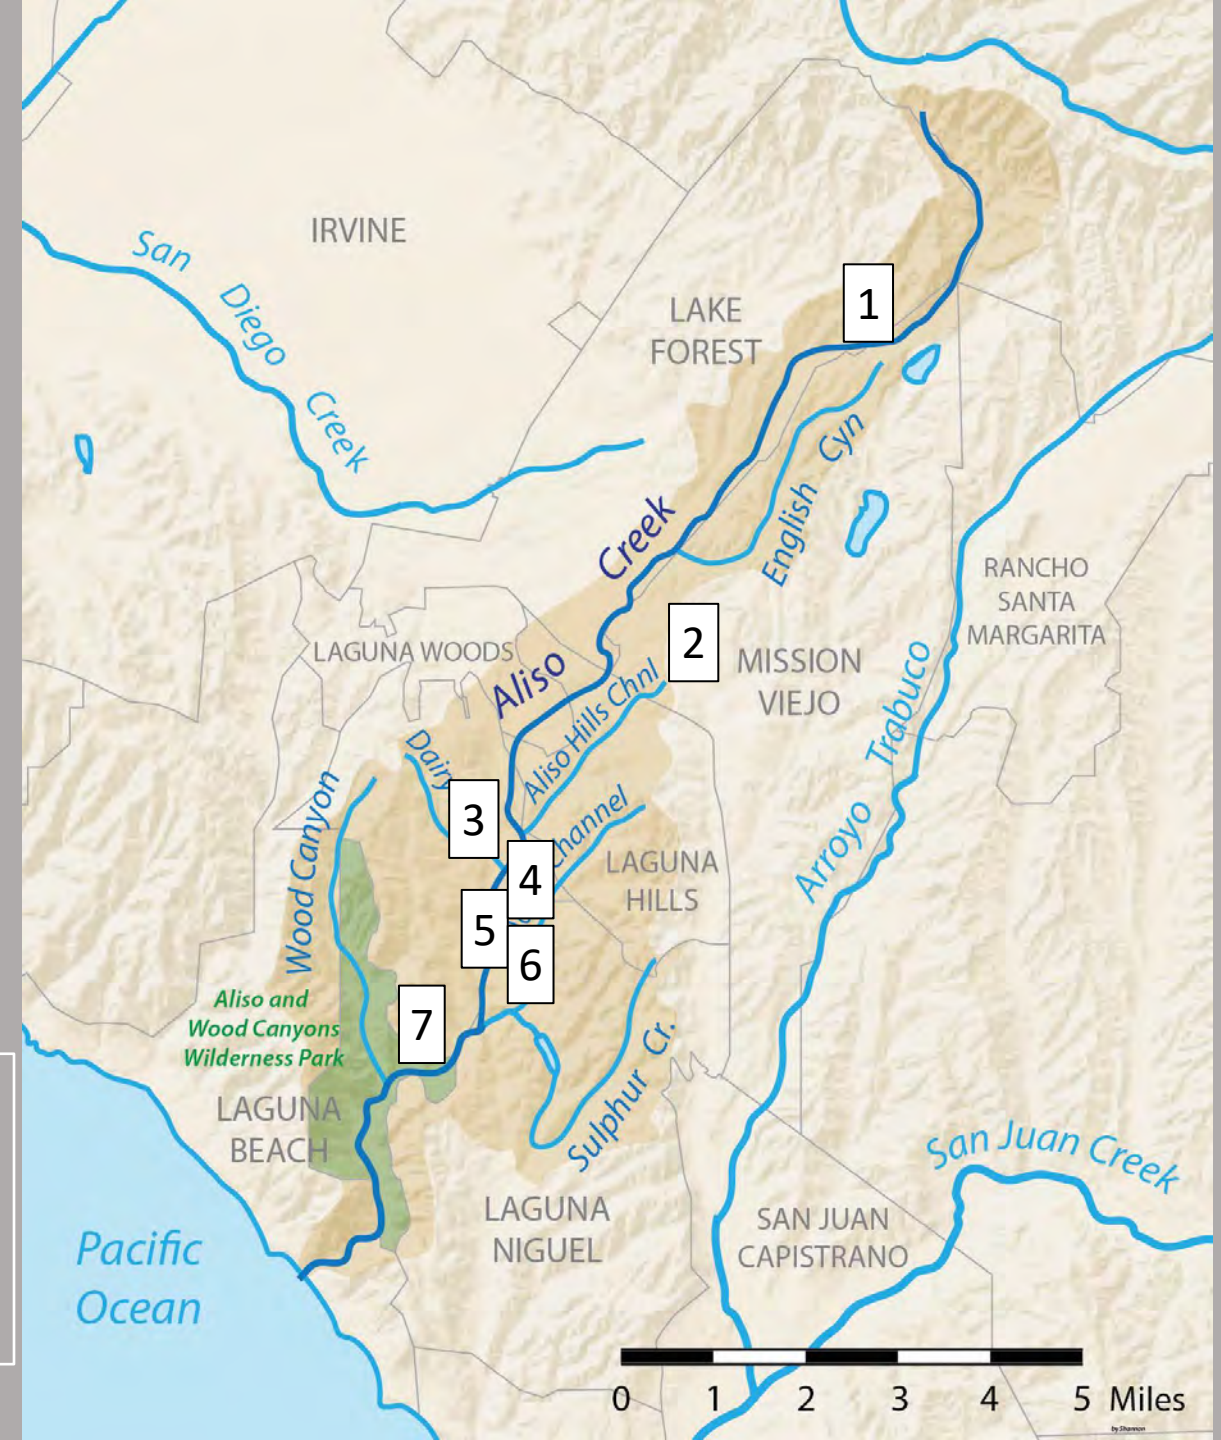 IRVINE
San
Diego
Creek
LAKE
FOREST
1
English Cyn
Aliso Creek
RANCHO
SANTA
MARGARITA
LAGUNA WOODS
2
MISSION
VIEJO
Aliso Hills Chnl
Arroyo Trabuco
Dairy
3
Channel
4
5
6
LAGUNA
HILLS
Wood Canyon
Aliso and
Wood Canyons
Wilderness Park
7
Sulphur Cr.
LAGUNA
BEACH
San Juan Creek
LAGUNA
NIGUEL
SAN JUAN
CAPISTRANO
Pacific
Ocean
0 1 2 3 4 5 Miles
by Shannon